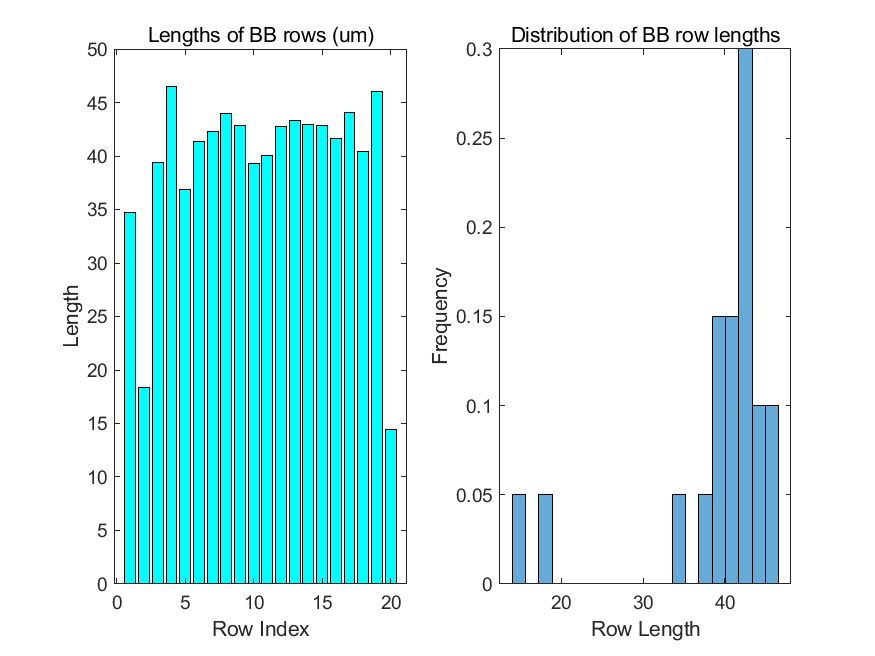 Lengths of BB rows (um)
50
45
40
35
30
25
20
15
10
5
0
Length
0 5 10 15 20
Row Index
Distribution of BB row lengths
0.3
0.25
0.2
0.15
0.1
0.05
0
Frequency
20 30 40
Row Length